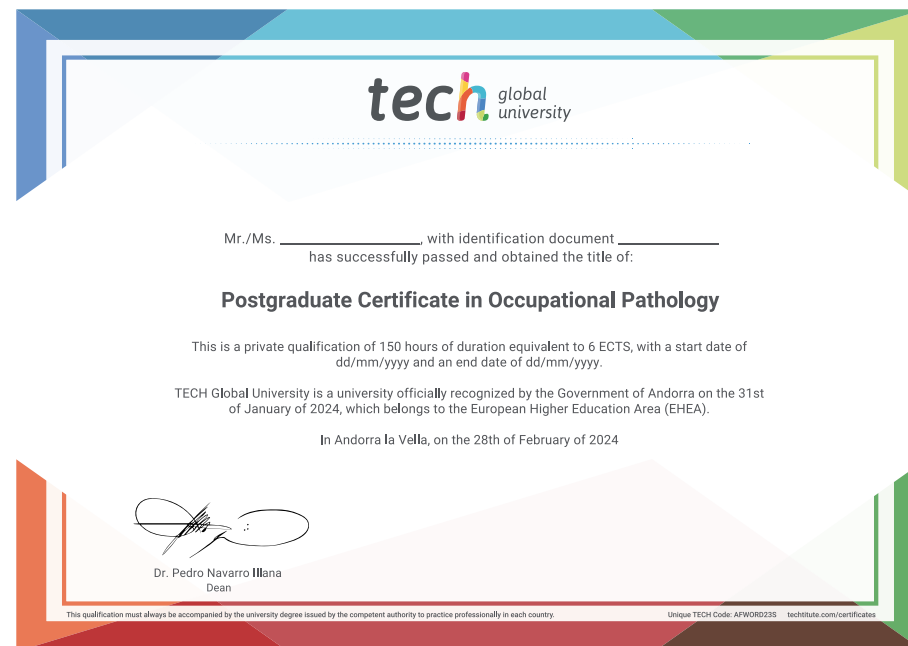 tech global university
Mr./Ms. ____________, with identification document ____________
has successfully passed and obtained the title of:
Postgraduate Certificate in Occupational Pathology
This is a private qualification of 150 hours of duration equivalent to 6 ECTS, with a start date of
dd/mm/yyyy and an end date of dd/mm/yyyy.
TECH Global University is a university officially recognized by the Government of Andorra on the 31st
of January of 2024, which belongs to the European Higher Education Area (EHEA).
In Andorra la Vella, on the 28th of February of 2024
Dr. Pedro Navarro Illana
Dean
This qualification must always be accompanied by the university degree issued by the competent authority to practice professionally in each country.
Unique TECH Code: AFWORD23S techtitute.com/certificates